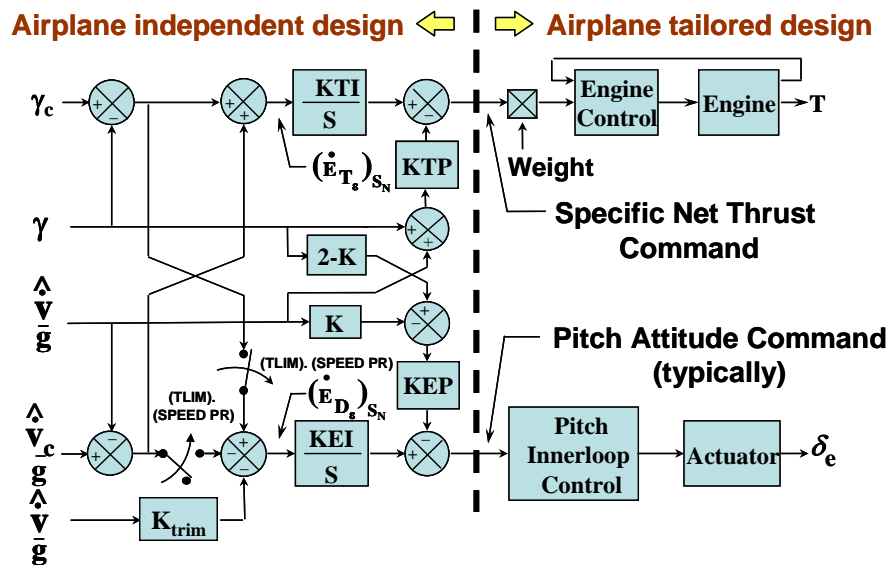 Airplane independent design
Airplane tailored design
γc
+
-
+
+
KTI
S
+
-
Engine
Control
Engine
T
(ĖTε)SN
KTP
Weight
Specific Net Thrust
Command
γ
+
+
2-K
v̂̇
g
K
-
+
Pitch Attitude Command
(typically)
(TLIM). (SPEED PR)
(TLIM).
(SPEED PR)
(ĖDε)SN
KEP
v̂̇c
g
-
+
+
-
-
KEI
S
-
+
Pitch
Innerloop
Control
Actuator
δe
v̂̇
g
Ktrim